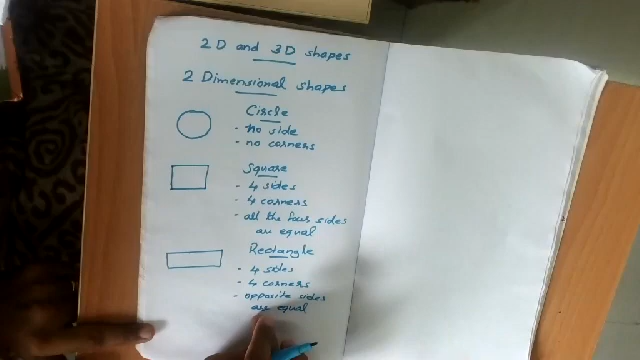 2D and 3D shapes
2 Dimensional shapes
Circle
- no side
- no corners
Square
- 4 sides
- 4 corners
- all the four sides
are equal
Rectangle
- 4 sides
- 4 corners
- opposite sides
are equal